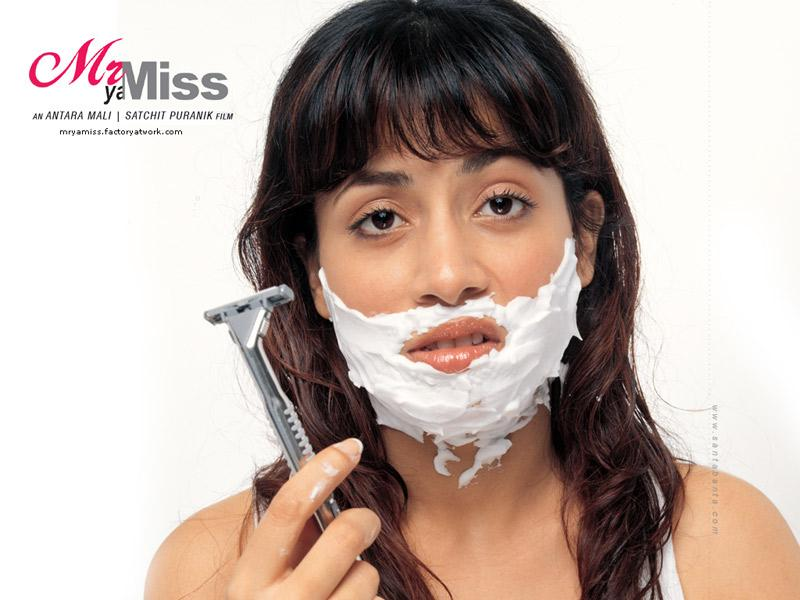 Mr
ya Miss
AN ANTARA MALI | SATCHIT PURANIK FILM
mryamiss.factoryatwork.com
www.santabanta.com